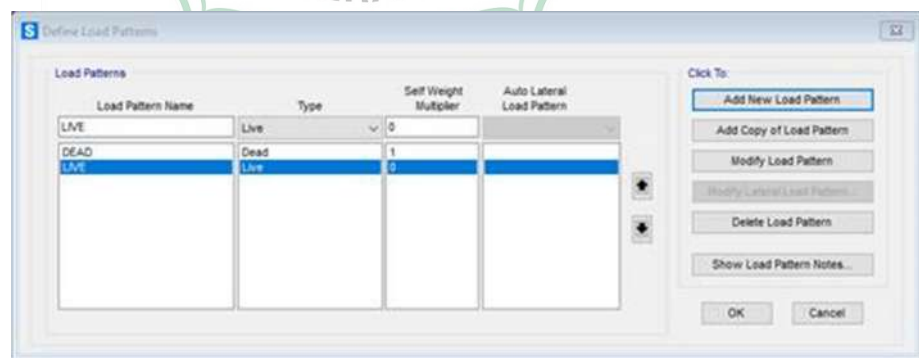 Define Load Patterns
Load Patterns
Click To:
Load Pattern Name Type Self Weight Multiplier Auto Lateral Load Pattern
LIVE Live 0
DEAD Dead 1
LIVE Live 0
Add New Load Pattern
Add Copy of Load Pattern
Modify Load Pattern
Modify Lateral Load Pattern...
Delete Load Pattern
Show Load Pattern Notes...
OK Cancel